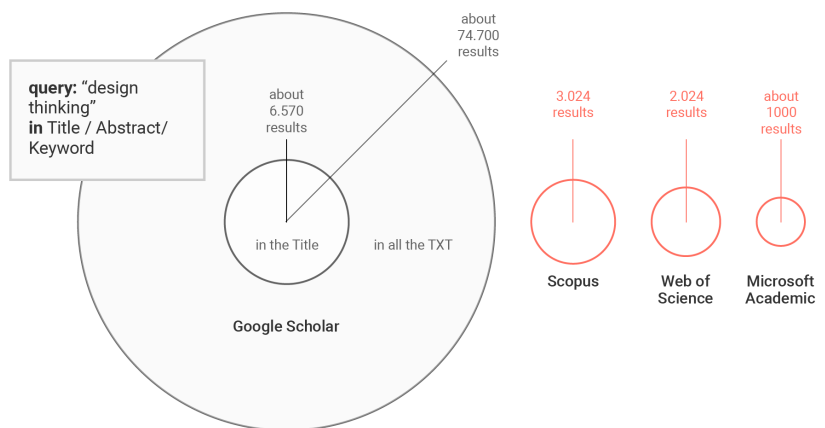 query: “design
thinking”
in Title / Abstract/
Keyword
about
6.570
results
about
74.700
results
in the Title
in all the TXT
Google Scholar
3.024
results
Scopus
2.024
results
Web of
Science
about
1000
results
Microsoft
Academic